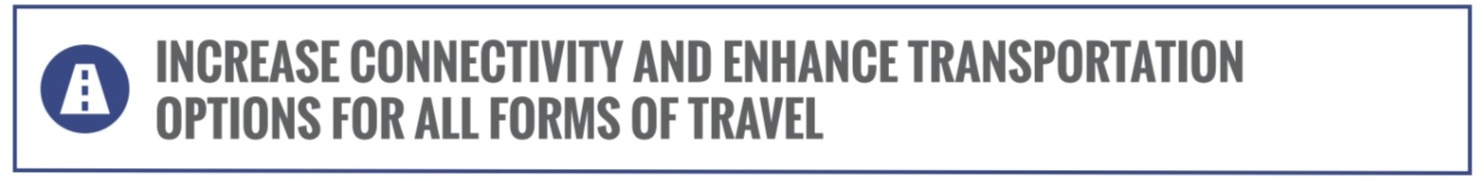 INCREASE CONNECTIVITY AND ENHANCE TRANSPORTATION
OPTIONS FOR ALL FORMS OF TRAVEL